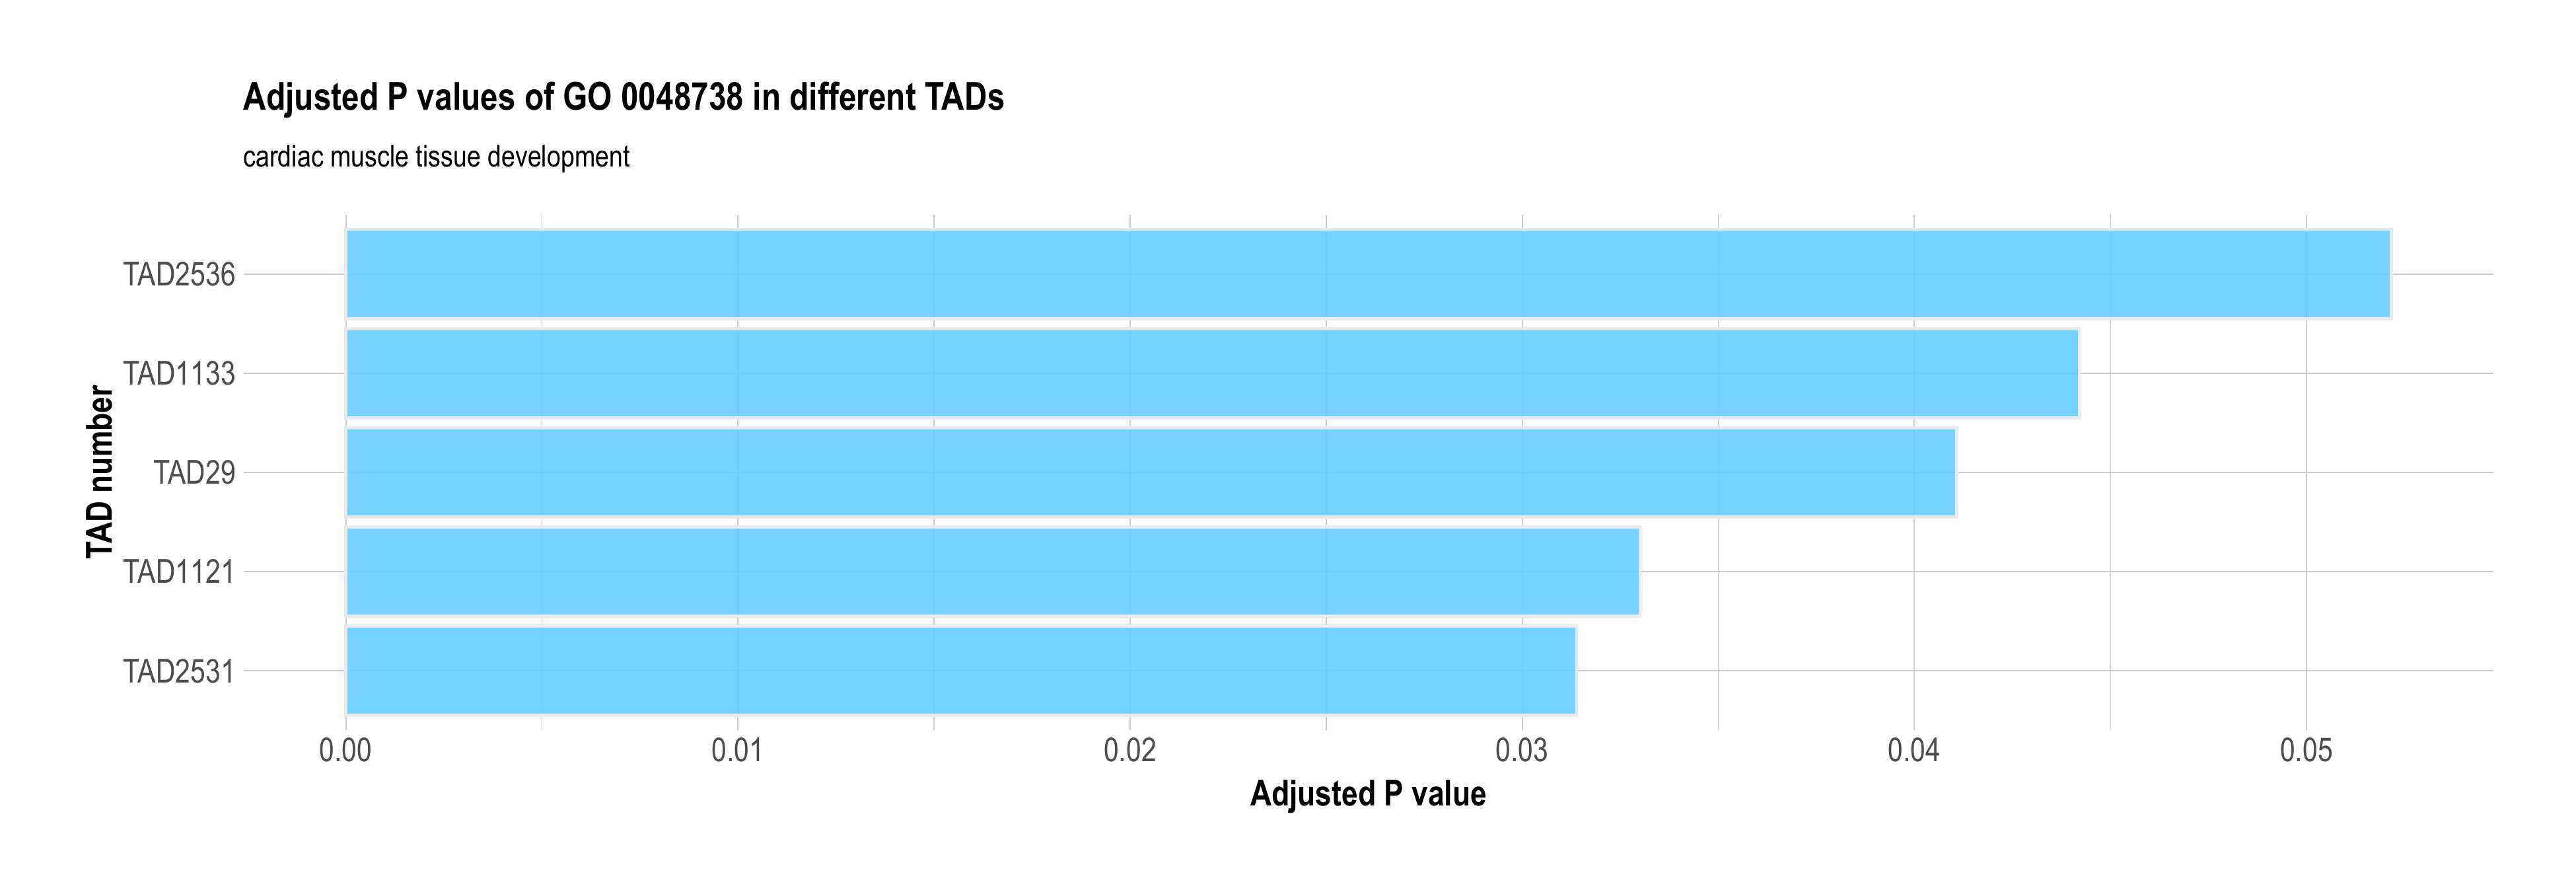 Adjusted P values of GO 0048738 in different TADs
cardiac muscle tissue development
TAD number
TAD2536
TAD1133
TAD29
TAD1121
TAD2531
0.00 0.01 0.02 0.03 0.04 0.05
Adjusted P value